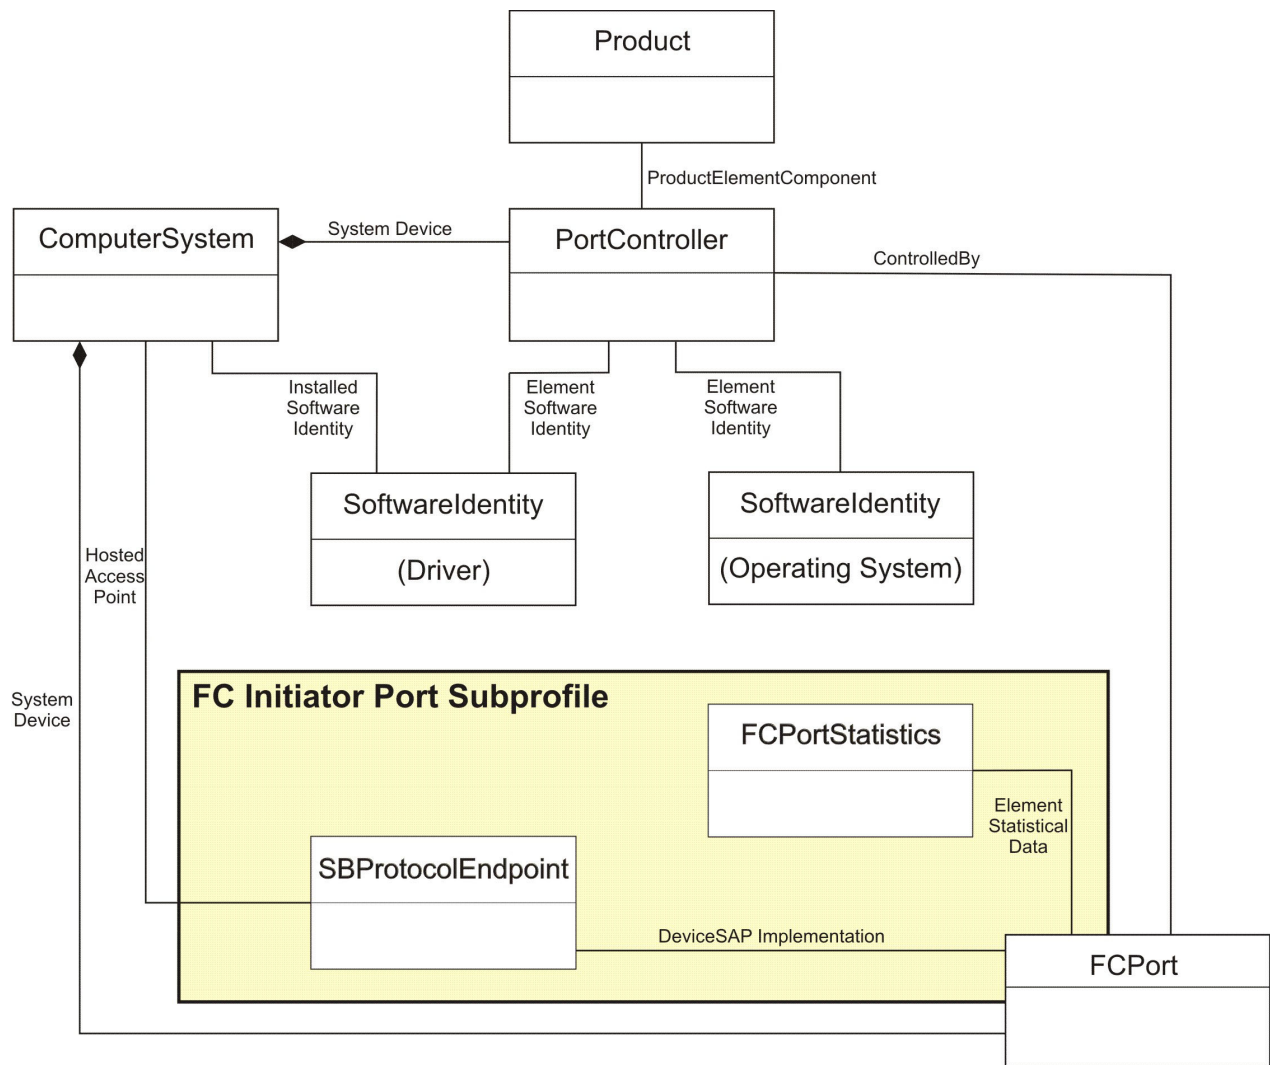 Product
ProductElementComponent
ComputerSystem
System Device
PortController
ControlledBy
Installed
Software
Identity
Element
Software
Identity
Element
Software
Identity
SoftwareIdentity
(Driver)
SoftwareIdentity
(Operating System)
Hosted
Access
Point
System
Device
FC Initiator Port Subprofile
FCPortStatistics
Element
Statistical
Data
SBProtocolEndpoint
DeviceSAP Implementation
FCPort